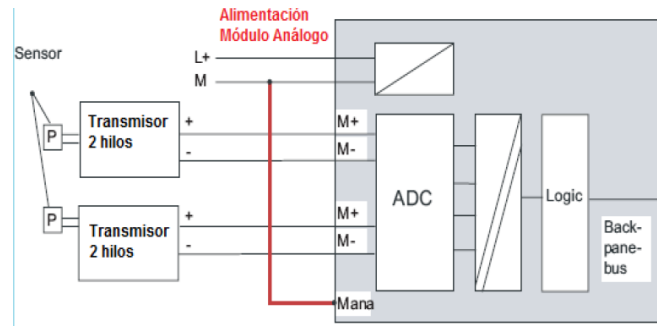 Alimentación
Módulo Análogo
Sensor
L+
M
P
Transmisor
2 hilos
+
-
M+
M-
ADC
Logic
Back-
pane-
bus
P
Transmisor
2 hilos
+
-
M+
M-
Mana